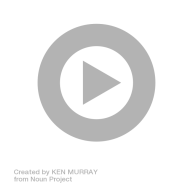 Created by KEN MURRAY
from Noun Project